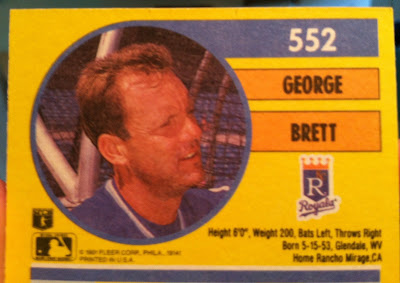 552
GEORGE
BRETT
R
Royals
Height 6'0", Weight 200, Bats Left, Throws Right
Born 5-15-53, Glendale, WV
Home Rancho Mirage, CA
© 1991 FLEER CORP., PHILA., 19141
PRINTED IN U.S.A.